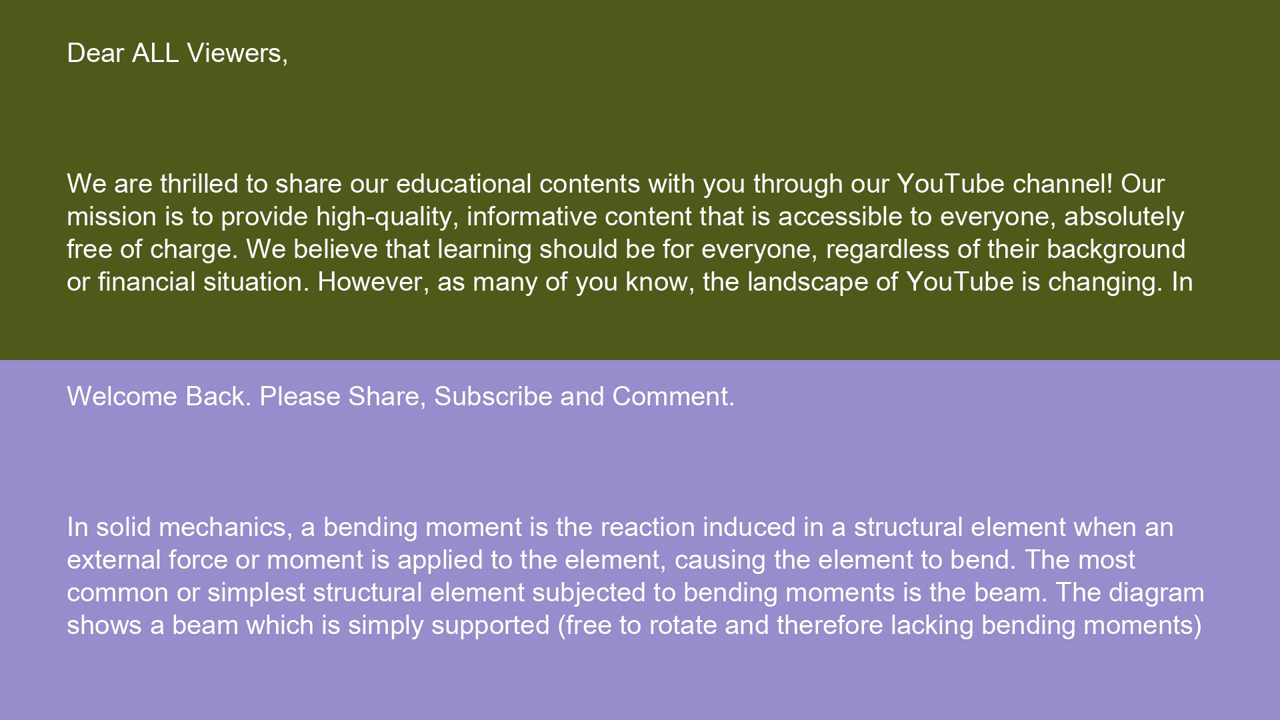 Dear ALL Viewers,
We are thrilled to share our educational contents with you through our YouTube channel! Our
mission is to provide high-quality, informative content that is accessible to everyone, absolutely
free of charge. We believe that learning should be for everyone, regardless of their background
or financial situation. However, as many of you know, the landscape of YouTube is changing. In
Welcome Back. Please Share, Subscribe and Comment.
In solid mechanics, a bending moment is the reaction induced in a structural element when an
external force or moment is applied to the element, causing the element to bend. The most
common or simplest structural element subjected to bending moments is the beam. The diagram
shows a beam which is simply supported (free to rotate and therefore lacking bending moments)